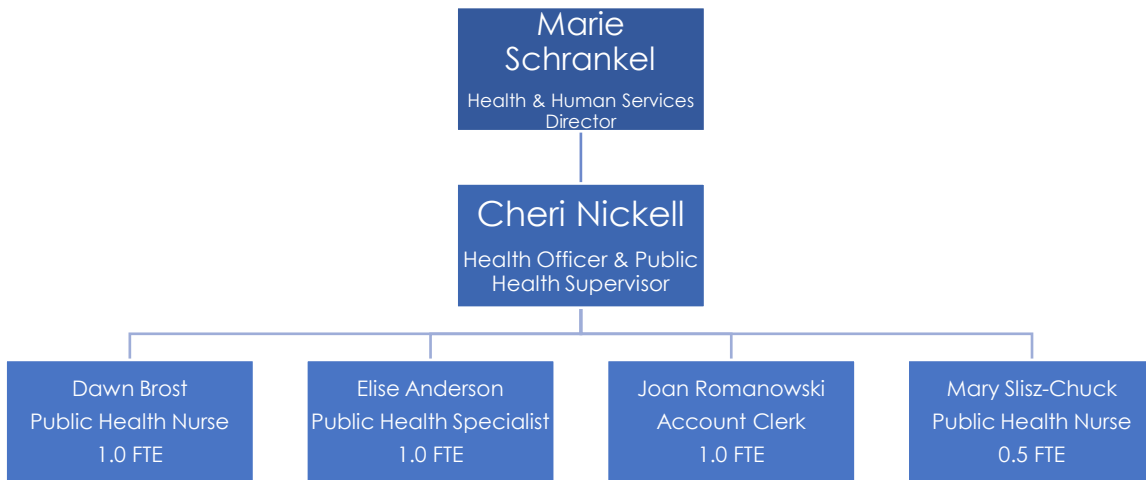 Marie
Schrankel
Health & Human Services
Director
Cheri Nickell
Health Officer & Public
Health Supervisor
Dawn Brost
Public Health Nurse
1.0 FTE
Elise Anderson
Public Health Specialist
1.0 FTE
Joan Romanowski
Account Clerk
1.0 FTE
Mary Slisz-Chuck
Public Health Nurse
0.5 FTE